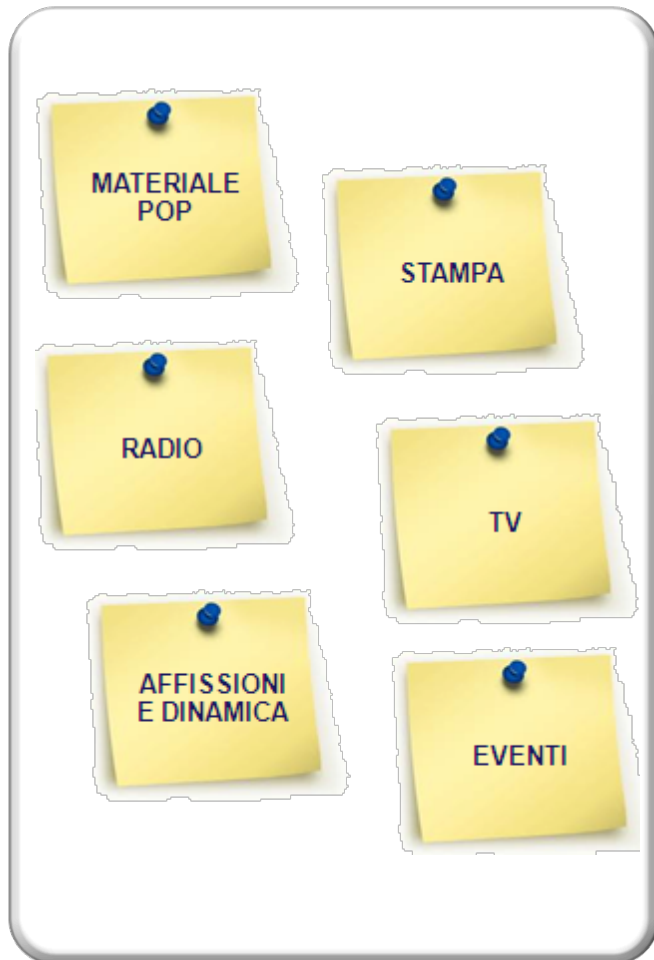 MATERIALE
POP
STAMPA
RADIO
TV
AFFISSIONI
E DINAMICA
EVENTI